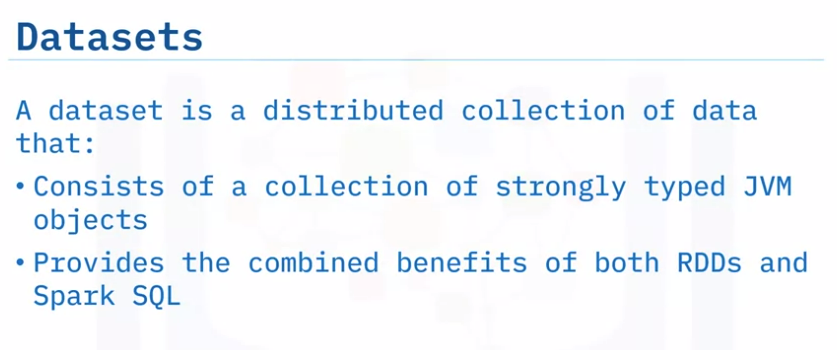 Datasets
A dataset is a distributed collection of data
that:
• Consists of a collection of strongly typed JVM
objects
• Provides the combined benefits of both RDDs and
Spark SQL